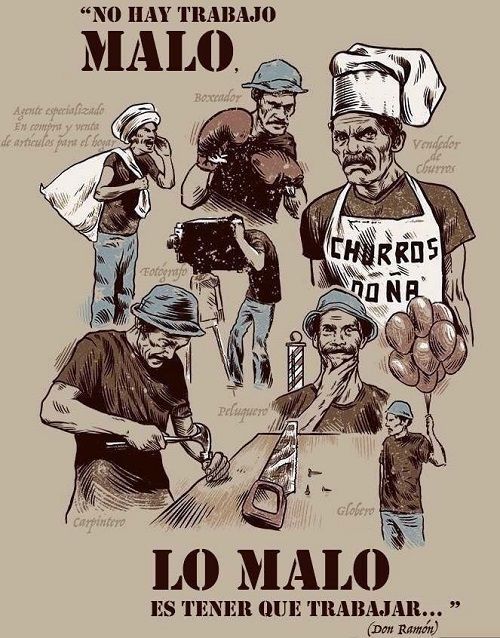 “NO HAY TRABAJO
MALO,
Boxeador
Agente especializado
En compra y venta
de artículos para el hogar
Vendedor
de
Churros
CHURROS
DONA
Fotógrafo
Peluquero
Carpintero
Globero
LO MALO
ES TENER QUE TRABAJAR... ”
(Don Ramón)